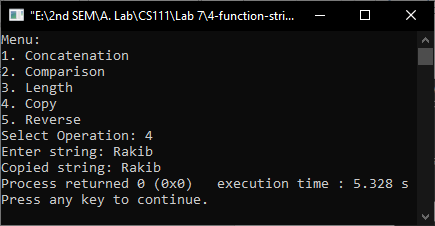 "E:\2nd SEM\A. Lab\CS111\Lab 7\4-function-stri...
Menu:
1. Concatenation
2. Comparison
3. Length
4. Copy
5. Reverse
Select Operation: 4
Enter string: Rakib
Copied string: Rakib
Process returned 0 (0x0)   execution time : 5.328 s
Press any key to continue.